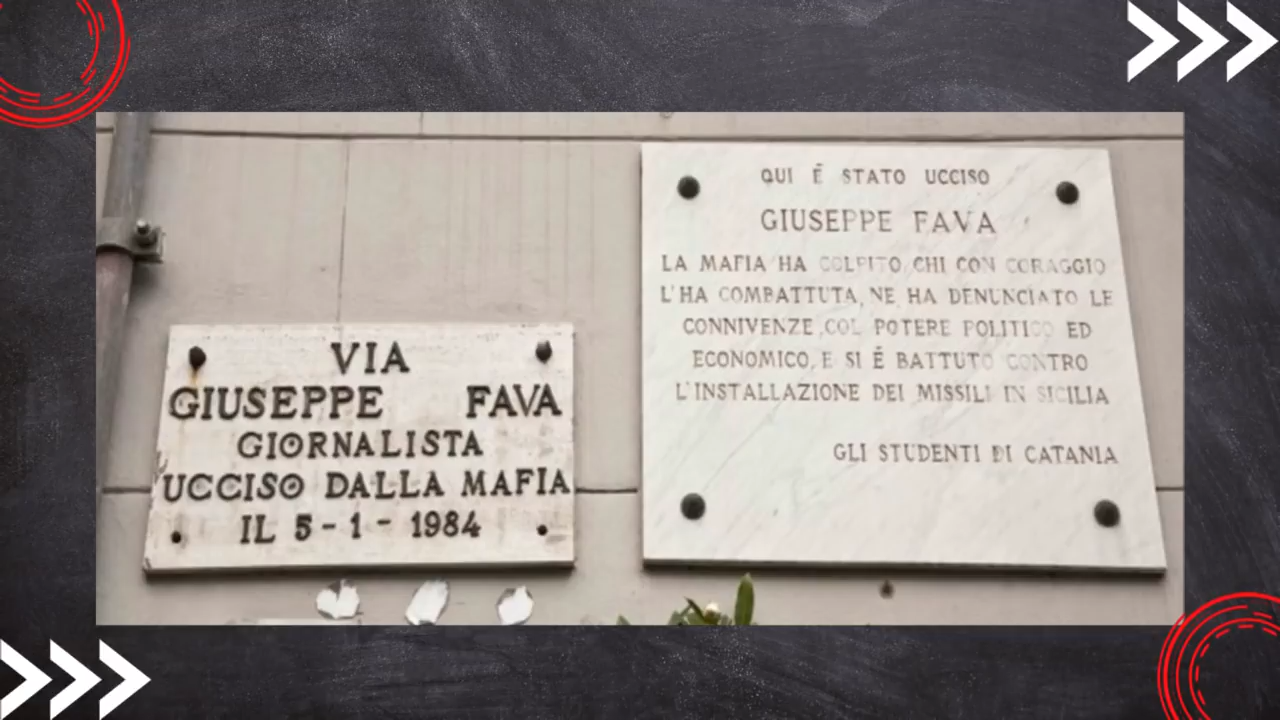 VIA
GIUSEPPE FAVA
GIORNALISTA
UCCISO DALLA MAFIA
IL 5-1-1984
QUI É STATO UCCISO
GIUSEPPE FAVA
LA MAFIA HA COLPITO CHI CON CORAGGIO
L'HA COMBATTUTA, NE HA DENUNCIATO LE
CONNIVENZE COL POTERE POLITICO ED
ECONOMICO, E SI É BATTUTO CONTRO
L'INSTALLAZIONE DEI MISSILI IN SICILIA
GLI STUDENTI DI CATANIA